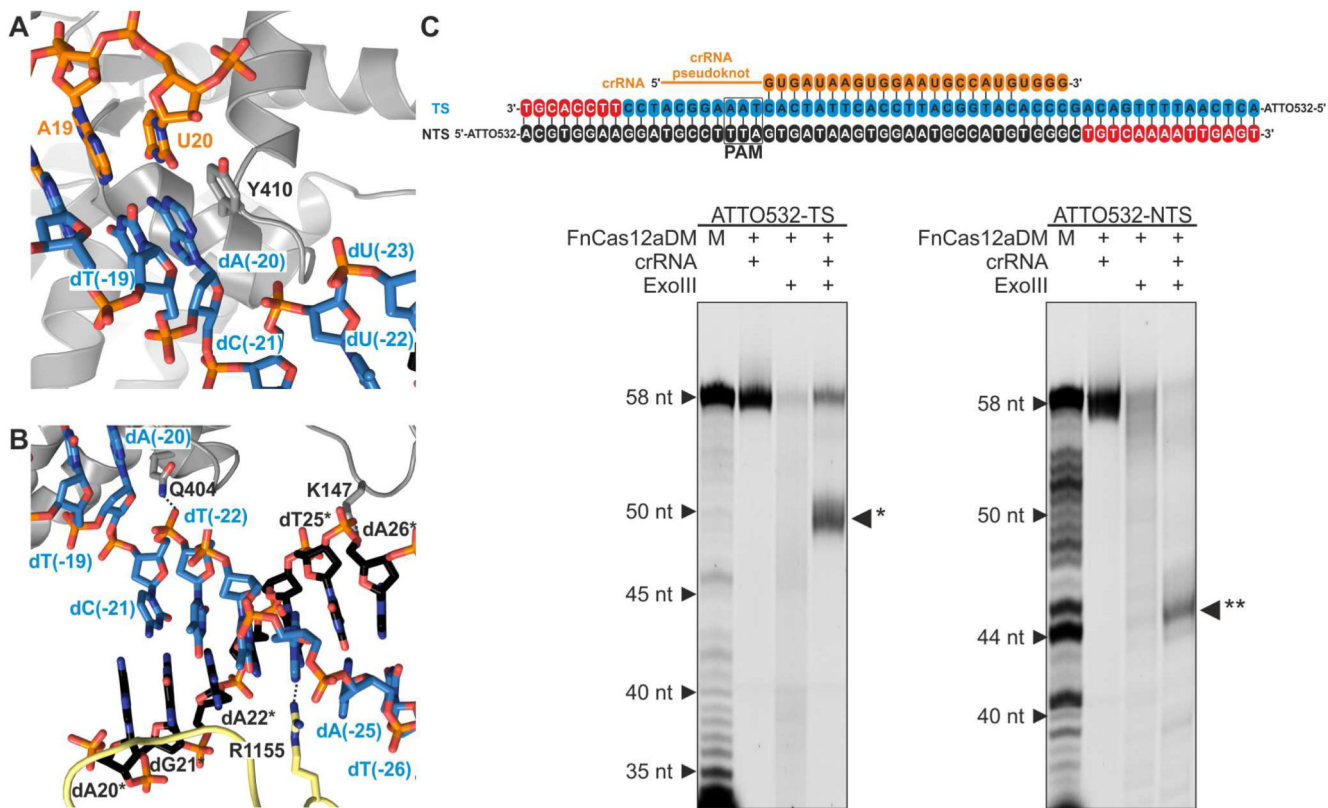 A
A19
U20
Y410
dT(-19)
dA(-20)
dU(-23)
dC(-21)
dU(-22)
B
dA(-20)
Q404
K147
dT(-22)
dT25*
dA26*
dT(-19)
dC(-21)
dA22*
dA(-25)
dG21*
R1155
dA20*
dT(-26)
C
crRNA
pseudoknot
crRNA 5' GUGAUAAGUGGAAUGCCAUGUGGG-3'
TS 3'-TGCACCTTCCTACGGAAATCACTATTCACCTTACGGTACACCCGACAGTTTTAACTCA-ATTO532
NTS 5'-ATTO532-ACGTGGAAGGATGCCTTTAGTGATAAGTGGAATGCCATGTGGGCTGTCAAAATTGAGT-3'
PAM
ATTO532-TS
FnCas12aDM M + + +
crRNA + +
ExoIII + +
58 nt
50 nt
*
45 nt
40 nt
35 nt
ATTO532-NTS
FnCas12aDM M + + +
crRNA + +
ExoIII + +
58 nt
50 nt
**
44 nt
40 nt